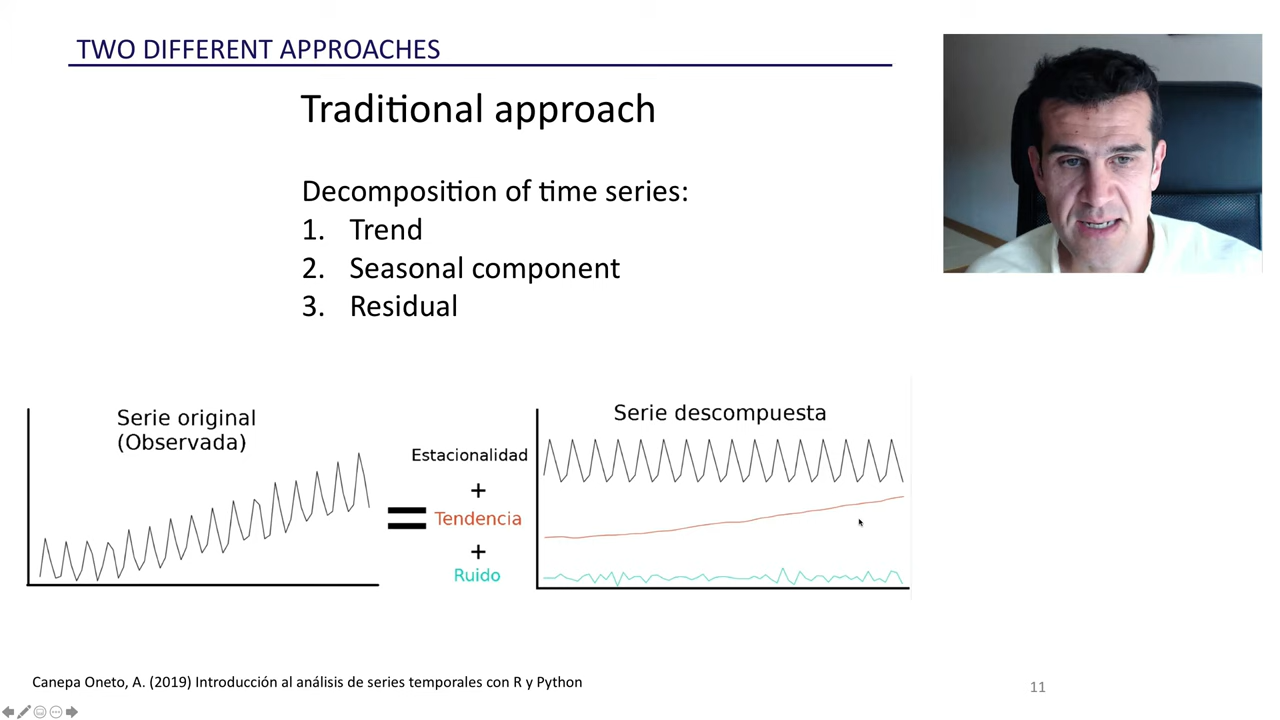 TWO DIFFERENT APPROACHES
Traditional approach
Decomposition of time series:
1. Trend
2. Seasonal component
3. Residual
Serie original
(Observada)
=
Estacionalidad
+
Tendencia
+
Ruido
Serie descompuesta
Canepa Oneto, A. (2019) Introducción al análisis de series temporales con R y Python
11